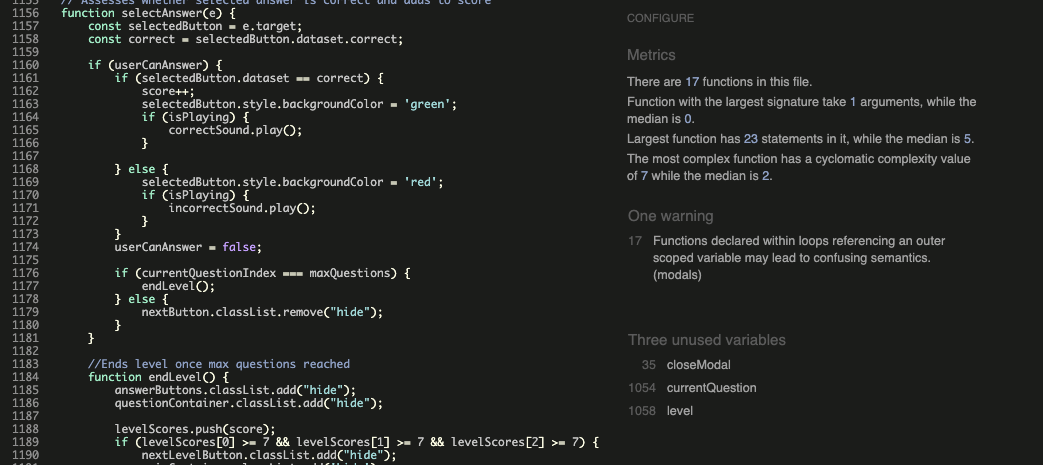 1155 // Assesses whether selected answer is correct and adds to score
1156 function selectAnswer(e) {
1157 const selectedButton = e.target;
1158 const correct = selectedButton.dataset.correct;
1159
1160 if (userCanAnswer) {
1161 if (selectedButton.dataset == correct) {
1162 score++;
1163 selectedButton.style.backgroundColor = 'green';
1164 if (isPlaying) {
1165 correctSound.play();
1166 }
1167
1168 } else {
1169 selectedButton.style.backgroundColor = 'red';
1170 if (isPlaying) {
1171 incorrectSound.play();
1172 }
1173 }
1174 userCanAnswer = false;
1175
1176 if (currentQuestionIndex === maxQuestions) {
1177 endLevel();
1178 } else {
1179 nextButton.classList.remove("hide");
1180 }
1181 }
1182
1183 //Ends level once max questions reached
1184 function endLevel() {
1185 answerButtons.classList.add("hide");
1186 questionContainer.classList.add("hide");
1187
1188 levelScores.push(score);
1189 if (levelScores[0] >= 7 && levelScores[1] >= 7 && levelScores[2] >= 7) {
1190 nextLevelButton.classList.add("hide");
CONFIGURE
Metrics
There are 17 functions in this file.
Function with the largest signature take 1 arguments, while the
median is 0.
Largest function has 23 statements in it, while the median is 5.
The most complex function has a cyclomatic complexity value
of 7 while the median is 2.
One warning
17 Functions declared within loops referencing an outer
scoped variable may lead to confusing semantics.
(modals)
Three unused variables
35 closeModal
1054 currentQuestion
1058 level